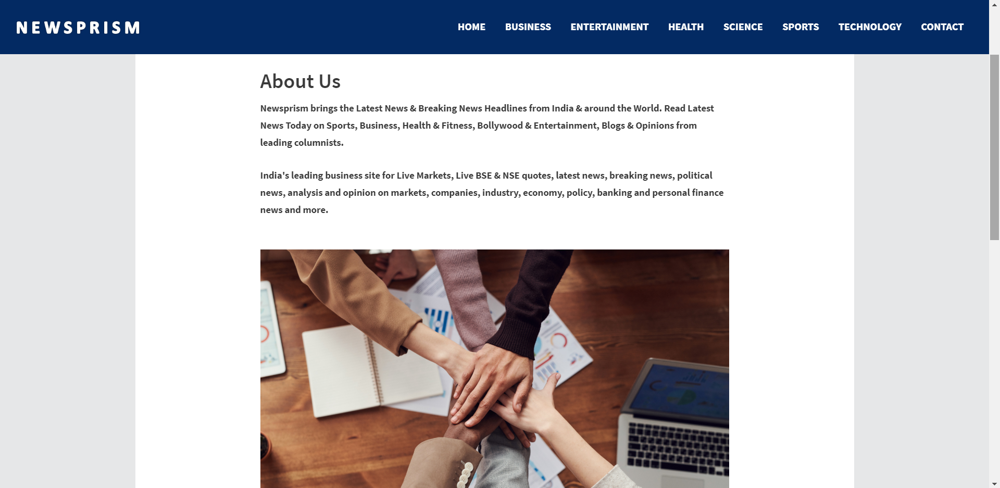 NEWSPRISM
HOME BUSINESS ENTERTAINMENT HEALTH SCIENCE SPORTS TECHNOLOGY CONTACT
About Us
Newsprism brings the Latest News & Breaking News Headlines from India & around the World. Read Latest
News Today on Sports, Business, Health & Fitness, Bollywood & Entertainment, Blogs & Opinions from
leading columnists.
India's leading business site for Live Markets, Live BSE & NSE quotes, latest news, breaking news, political
news, analysis and opinion on markets, companies, industry, economy, policy, banking and personal finance
news and more.